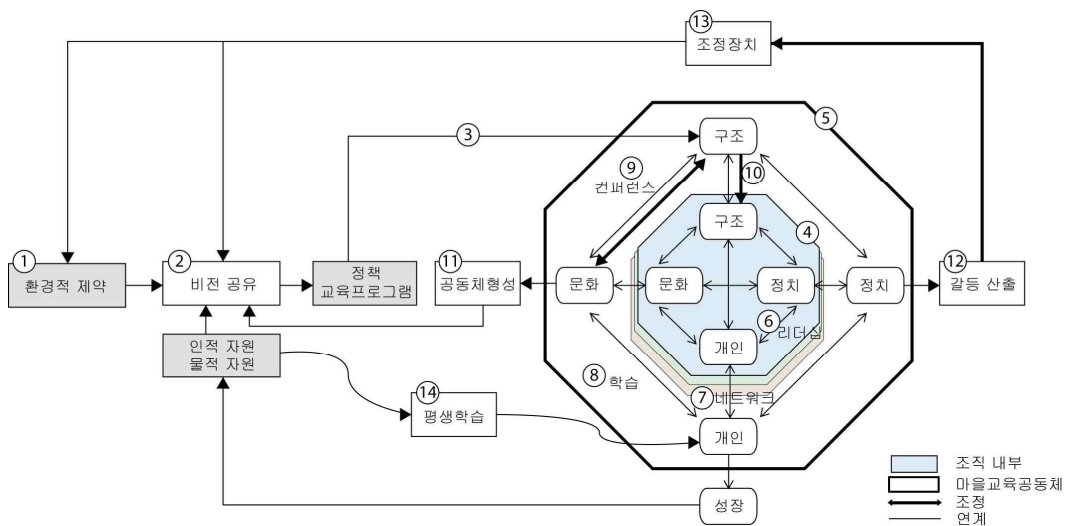 ⑬
조정장치
⑤
③
구조
⑨
컨퍼런스
⑩
구조
④
①
환경적 제약
②
비전 공유
정책
교육프로그램
⑪
공동체형성
문화
문화
정치
정치
⑫
갈등 산출
⑥
리더십
인적 자원
물적 자원
개인
⑧
학습
⑦
네트워크
⑭
평생학습
개인
성장
조직 내부
마을교육공동체
조정
연계